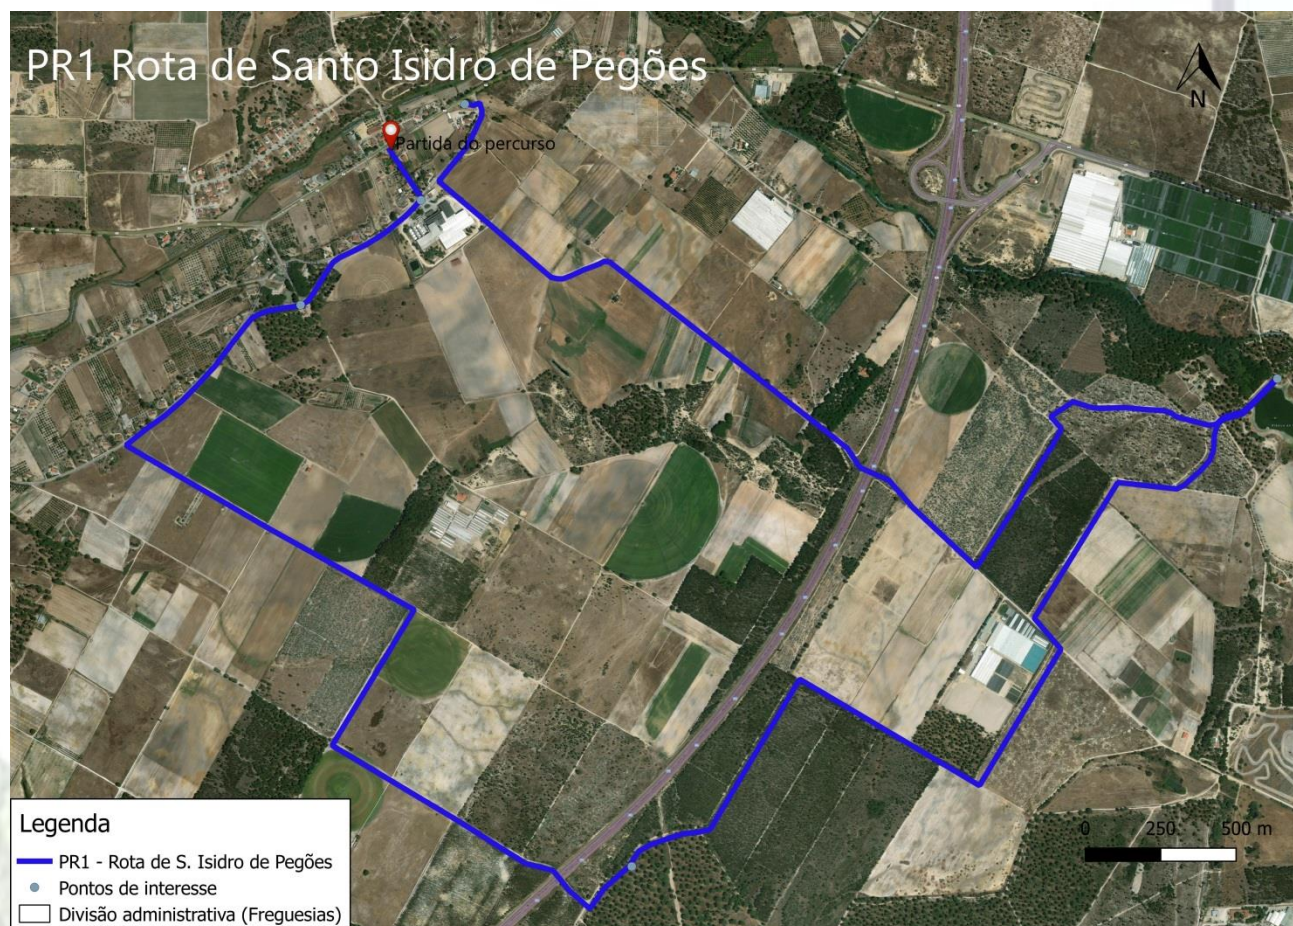 PR1 Rota de Santo Isidro de Pegões
N
Partida do percurso
0 250 500 m
Legenda
PR1 - Rota de S. Isidro de Pegões
Pontos de interesse
Divisão administrativa (Freguesias)